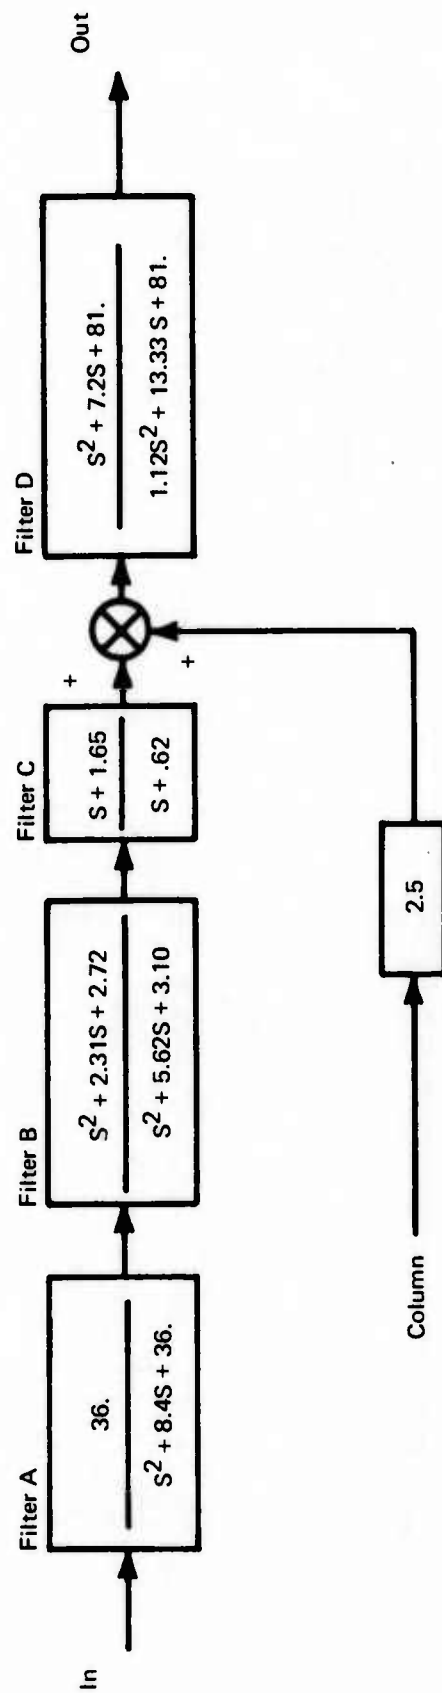 In
Filter A
36.
S² + 8.4S + 36.
Filter B
S² + 2.31S + 2.72
S² + 5.62S + 3.10
Filter C
S + 1.65
S + .62
+
+
Filter D
S² + 7.2S + 81.
1.12S² + 13.33 S + 81.
Out
Column
2.5